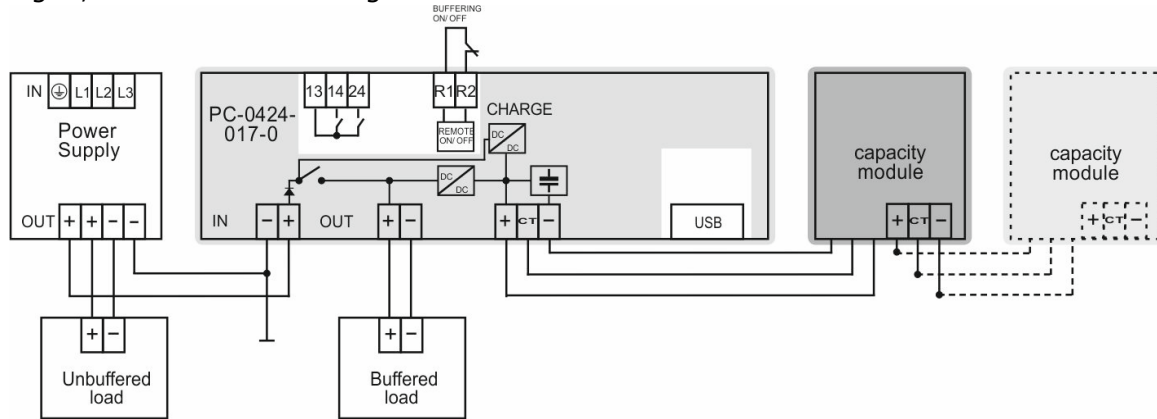 BUFFERING
ON/ OFF
IN L1 L2 L3
Power
Supply
OUT + + − −
+ −
Unbuffered
load
PC-0424-
017-0
13 14 24
R1 R2
REMOTE
ON/ OFF
CHARGE
DC
DC
DC
DC
IN − +
OUT + −
+ CT −
USB
+ −
Buffered
load
capacity
module
+ CT −
capacity
module
+ CT −